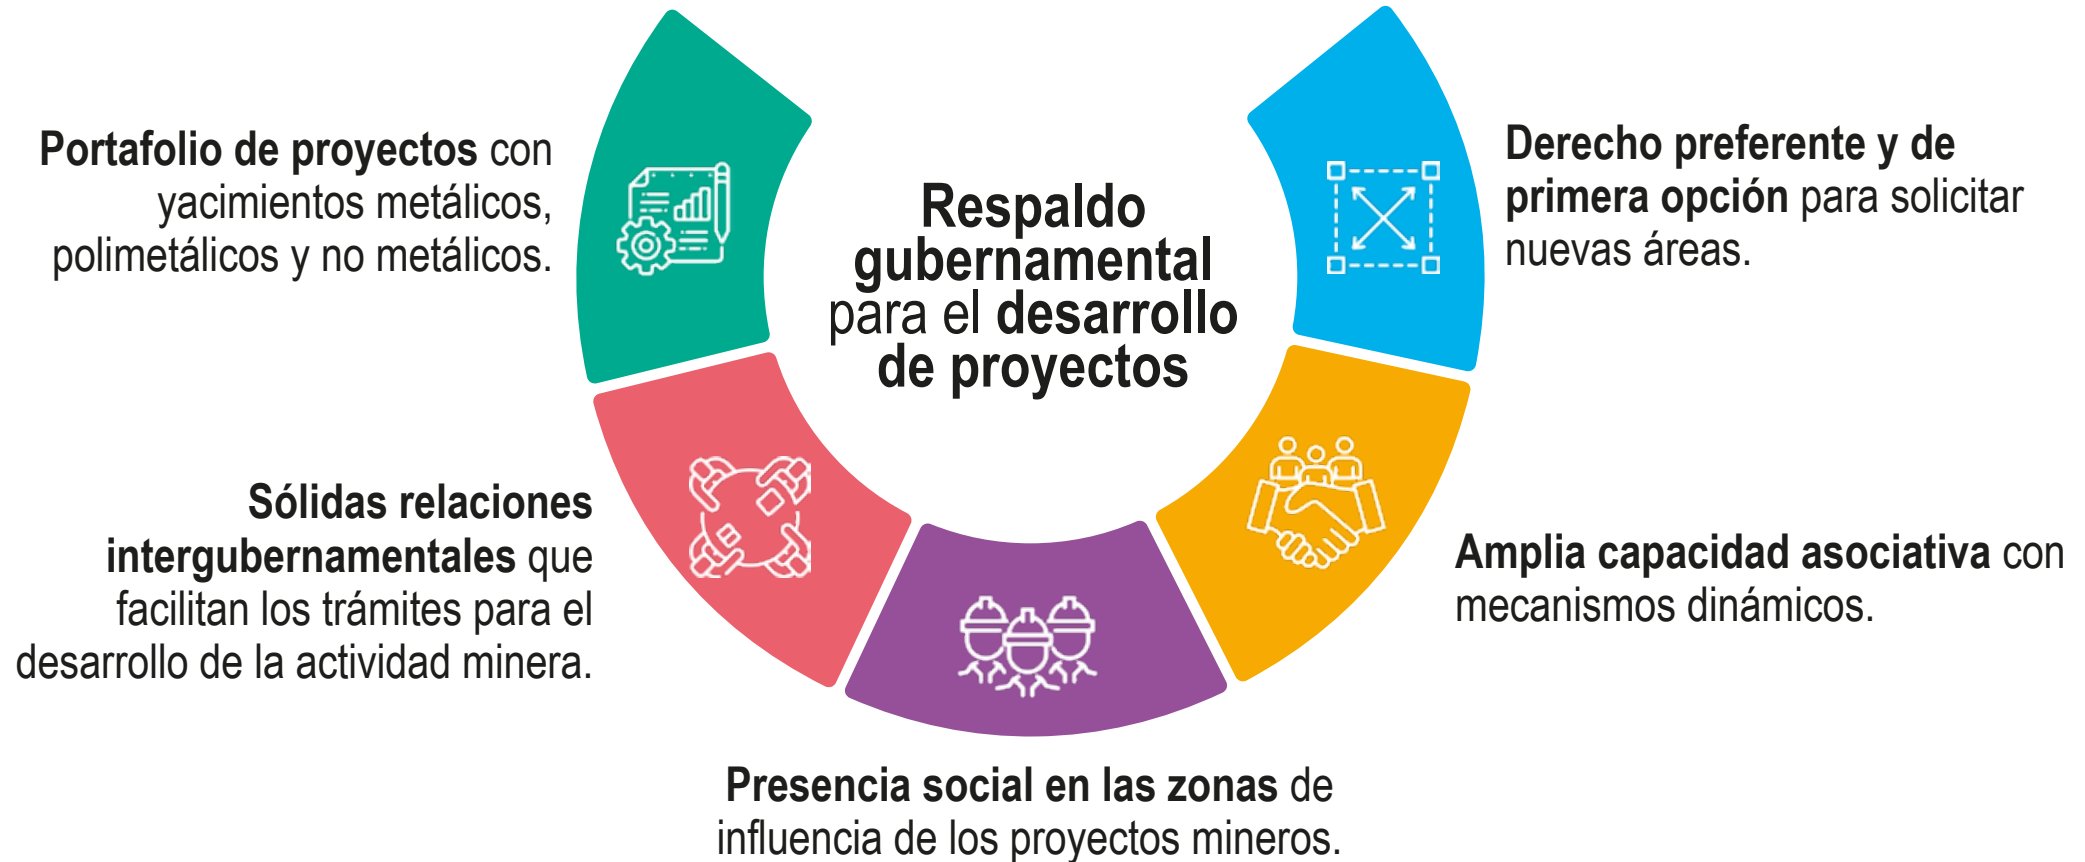 Portafolio de proyectos con
yacimientos metálicos,
polimetálicos y no metálicos.
Sólidas relaciones
intergubernamentales que
facilitan los trámites para el
desarrollo de la actividad minera.
Respaldo
gubernamental
para el desarrollo
de proyectos
Presencia social en las zonas de
influencia de los proyectos mineros.
Derecho preferente y de
primera opción para solicitar
nuevas áreas.
Amplia capacidad asociativa con
mecanismos dinámicos.